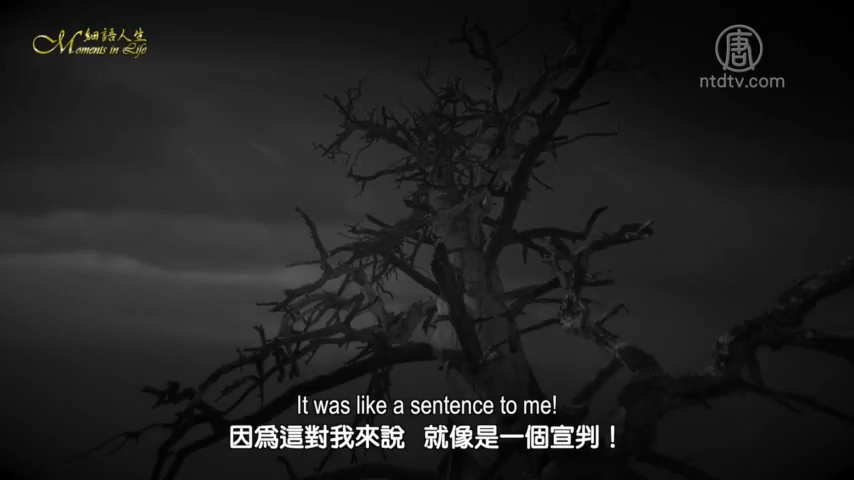 細語人生
Moments in Life
唐
ntdtv.com
It was like a sentence to me!
因爲這對我來說 就像是一個宣判！